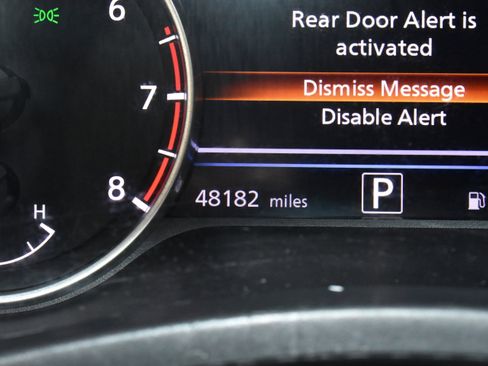 6
7
8
H
Rear Door Alert is
activated
Dismiss Message
Disable Alert
48182 miles
P